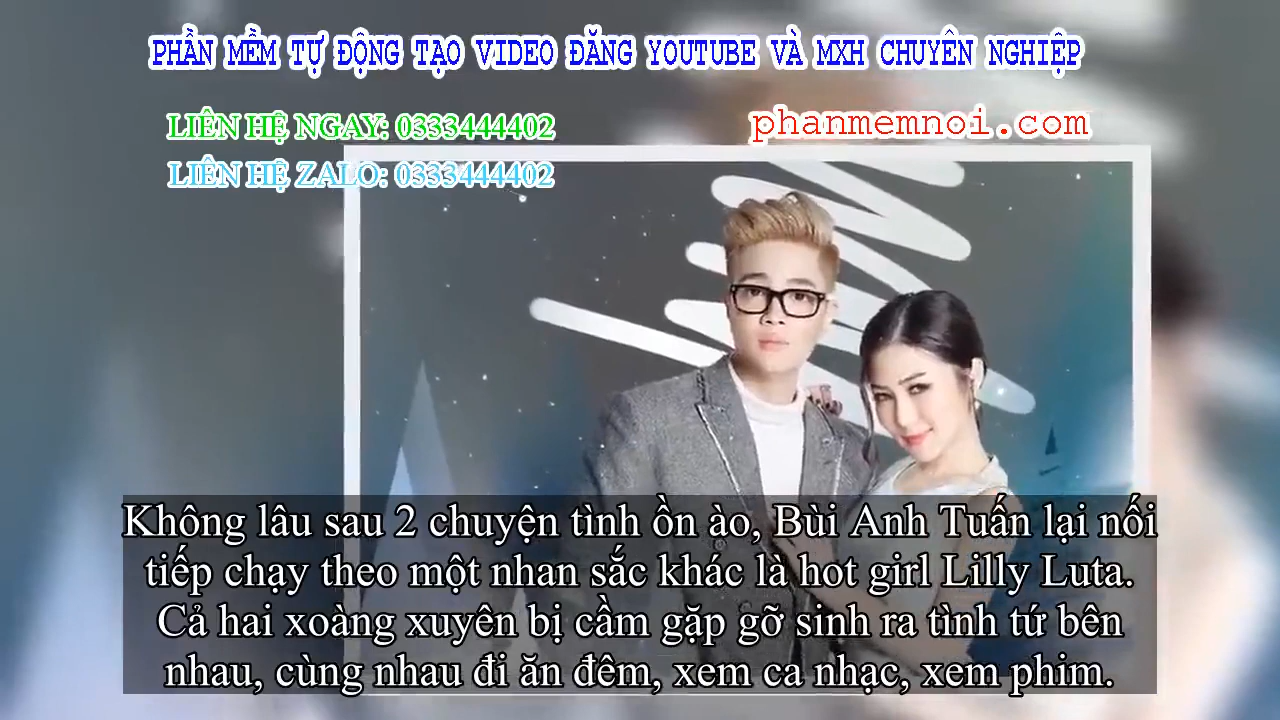 PHẦN MỀM TỰ ĐỘNG TẠO VIDEO ĐĂNG YOUTUBE VÀ MXH CHUYÊN NGHIỆP
LIÊN HỆ NGAY: 0333444402
phanmemnoi.com
LIÊN HỆ ZALO: 0333444402
Không lâu sau 2 chuyện tình ồn ào, Bùi Anh Tuấn lại nối
tiếp chạy theo một nhan sắc khác là hot girl Lilly Luta.
Cả hai xoàng xuyên bị cầm gặp gỡ sinh ra tình tứ bên
nhau, cùng nhau đi ăn đêm, xem ca nhạc, xem phim.